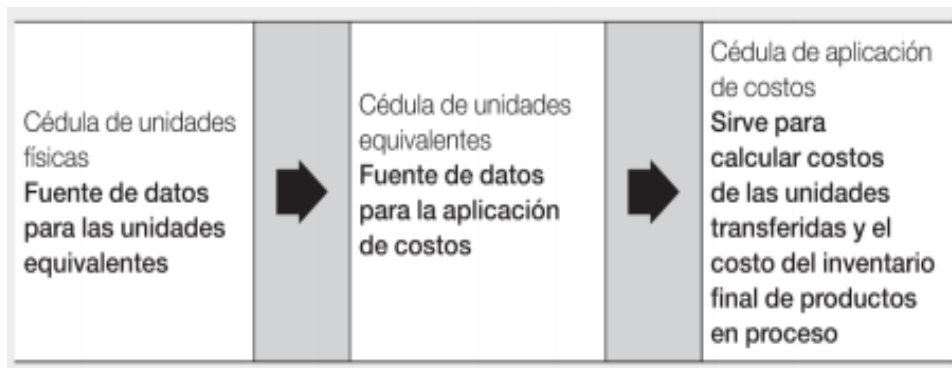 Cédula de unidades
físicas
Fuente de datos
para las unidades
equivalentes
Cédula de unidades
equivalentes
Fuente de datos
para la aplicación
de costos
Cédula de aplicación
de costos
Sirve para
calcular costos
de las unidades
transferidas y el
costo del inventario
final de productos
en proceso